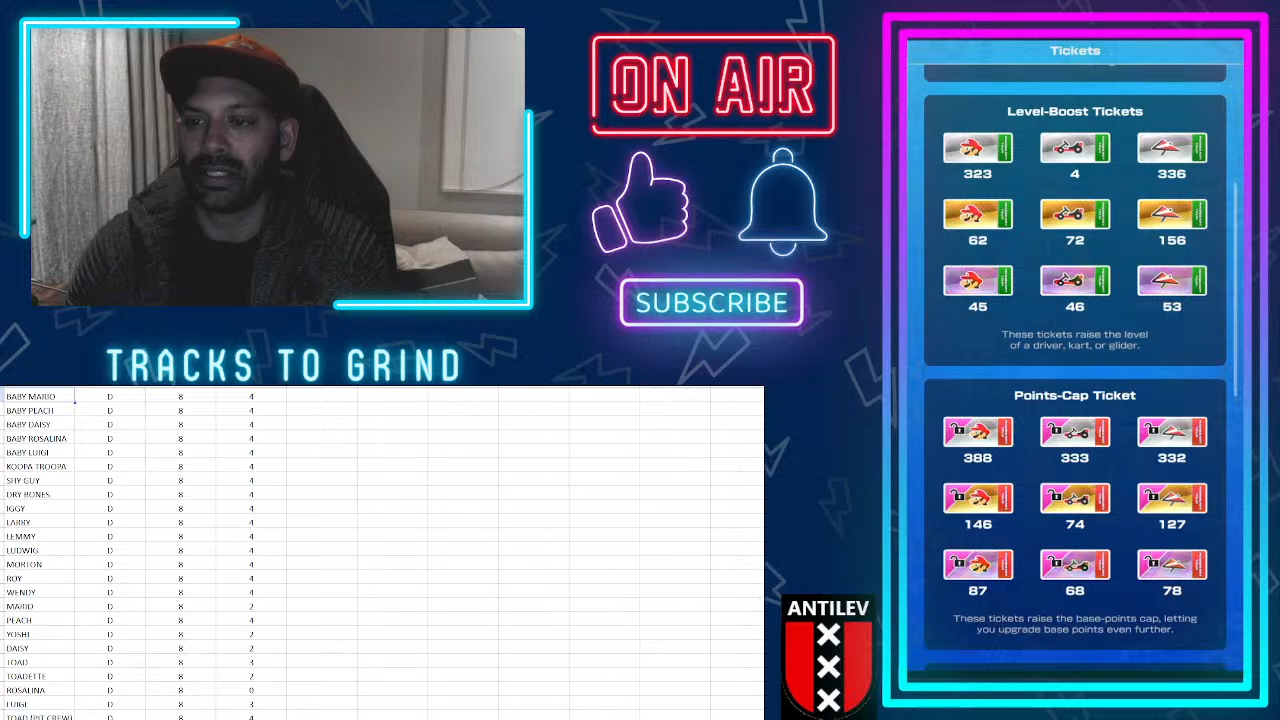 ON AIR
SUBSCRIBE
TRACKS TO GRIND
BABY MARIO D 8 4
BABY PEACH D 8 4
BABY DAISY D 8 4
BABY ROSALINA D 8 4
BABY LUIGI D 8 4
KOOPA TROOPA D 8 4
SHY GUY D 8 4
DRY BONES D 8 4
IGGY D 8 4
LARRY D 8 4
LEMMY D 8 4
LUDWIG D 8 4
MORTON D 8 4
ROY D 8 4
WENDY D 8 4
MARIO D 8 2
PEACH D 8 4
YOSHI D 8 2
DAISY D 8 2
TOAD D 8 3
TOADETTE D 8 2
ROSALINA D 8 0
LUIGI D 8 3
TOAD (PIT CREW) D 8 4
ANTILEV
Tickets
Level-Boost Tickets
323 4 336
62 72 156
45 46 53
These tickets raise the level
of a driver, kart, or glider.
Points-Cap Ticket
388 333 332
146 74 127
87 68 78
These tickets raise the base-points cap, letting
you upgrade base points even further.